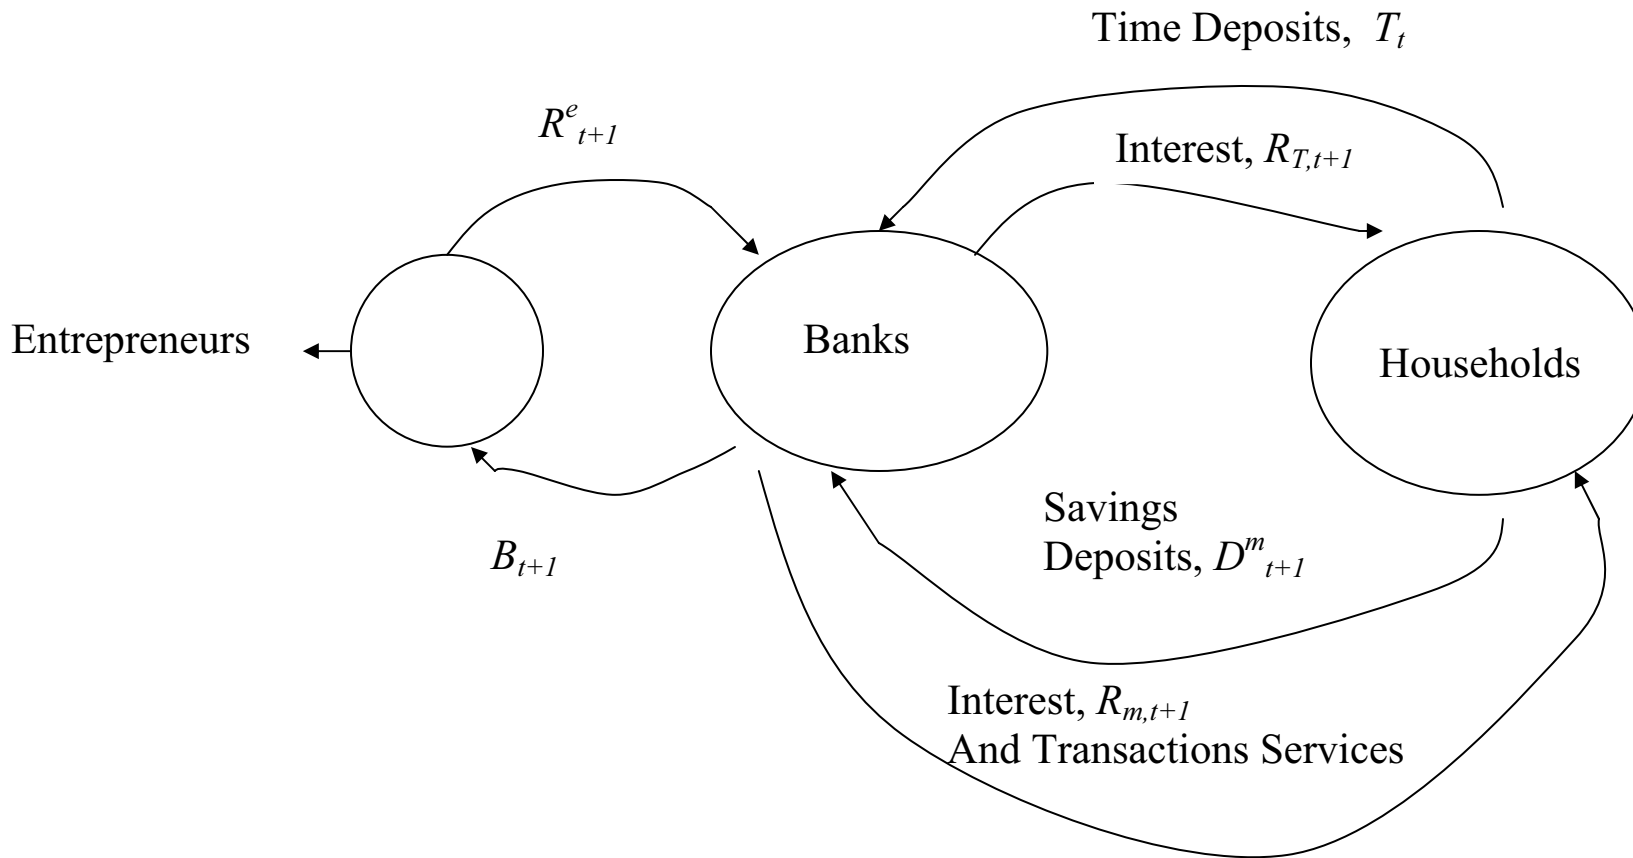 Time Deposits, T_t
R^e_{t+1}
Interest, R_{T,t+1}
Entrepreneurs
Banks
Households
Savings
Deposits, D^m_{t+1}
B_{t+1}
Interest, R_{m,t+1}
And Transactions Services